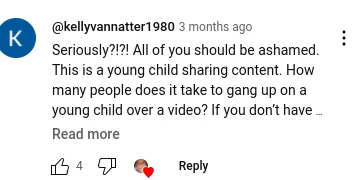 K
@kellyvannatter1980 3 months ago
Seriously?!?! All of you should be ashamed.
This is a young child sharing content. How
many people does it take to gang up on a
young child over a video? If you don’t have ...
Read more
4
Reply